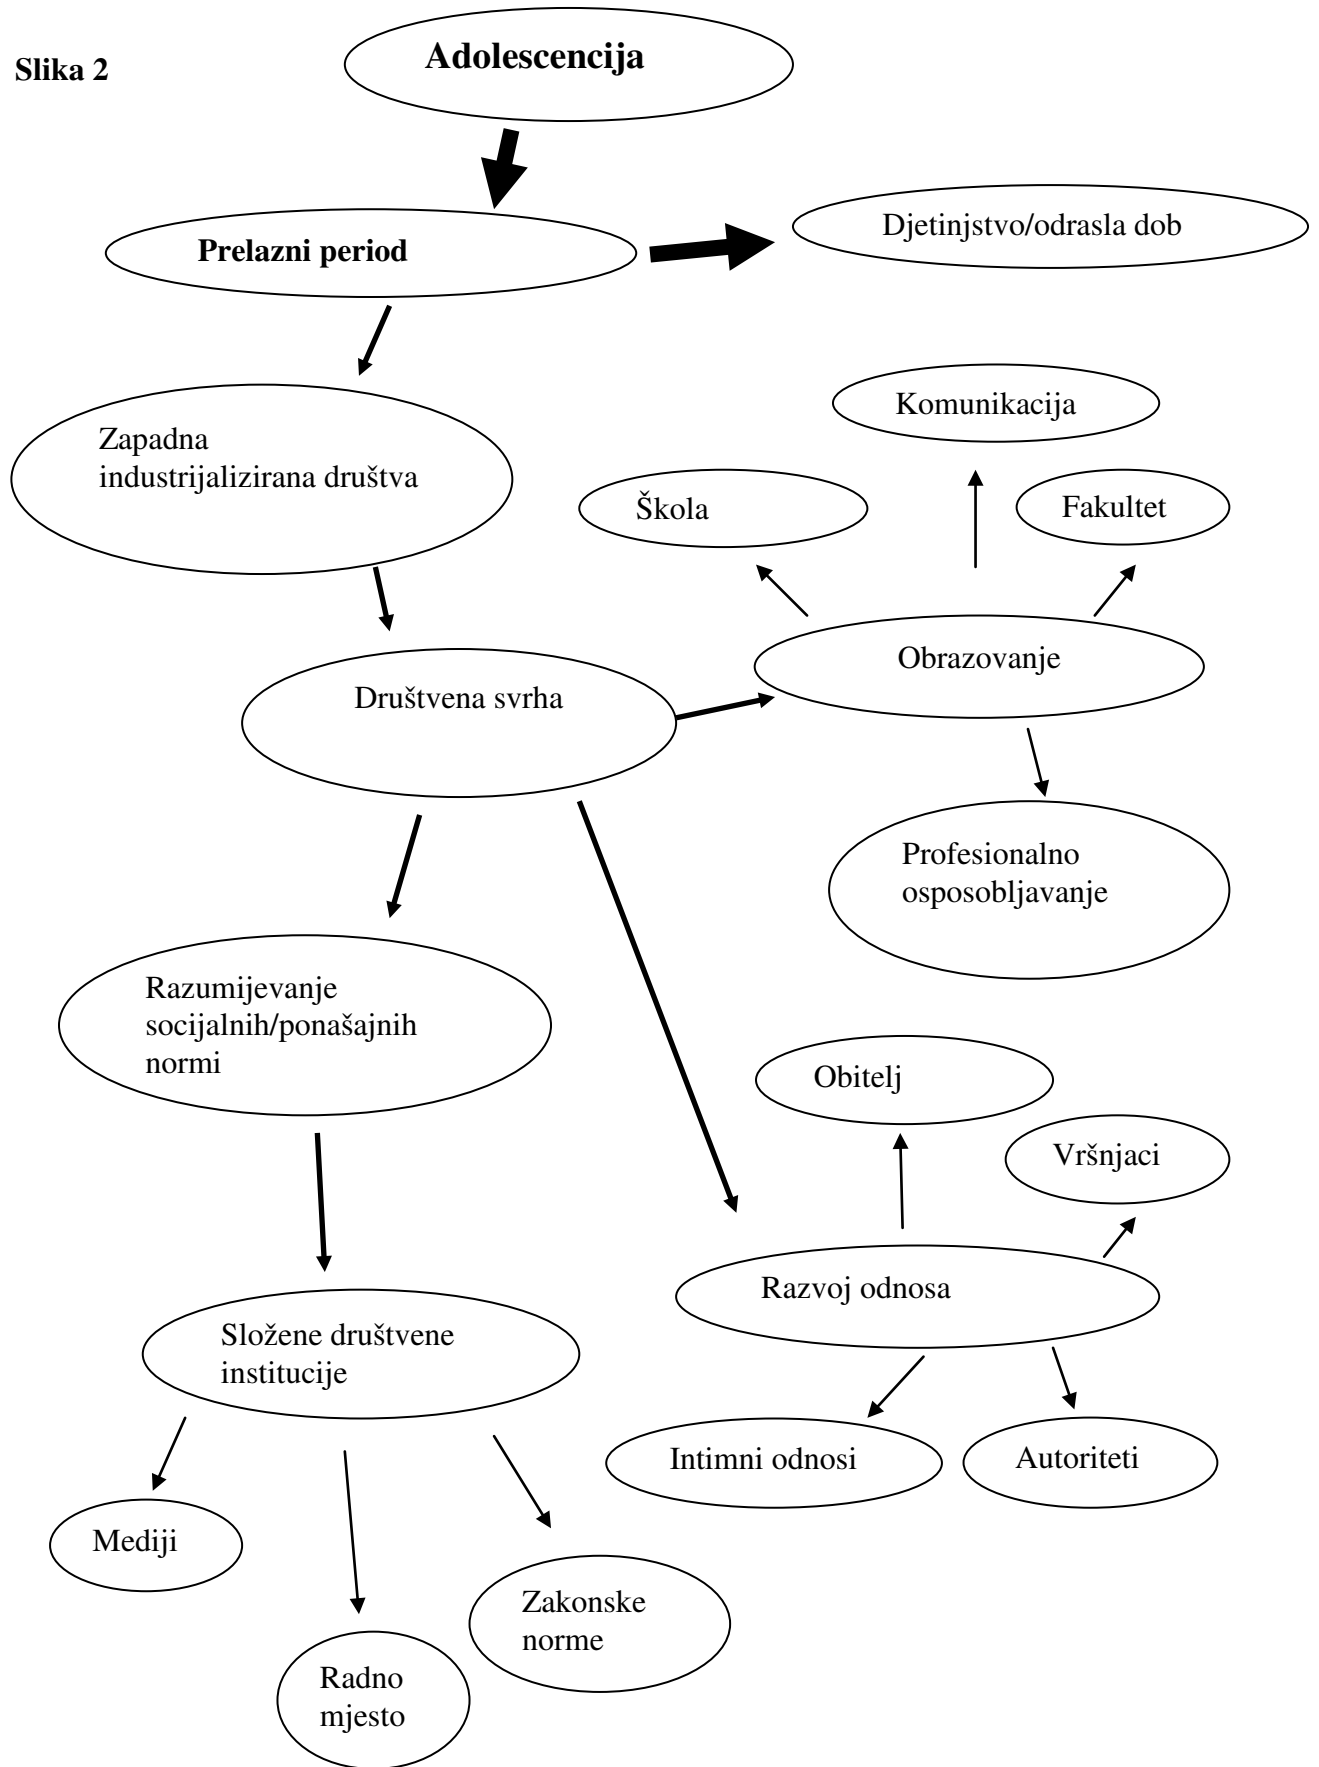 Slika 2
Adolescencija
Prelazni period
Djetinjstvo/odrasla dob
Zapadna
industrijalizirana društva
Komunikacija
Škola
Fakultet
Obrazovanje
Društvena svrha
Profesionalno
osposobljavanje
Razumijevanje
socijalnih/ponašajnih
normi
Obitelj
Vršnjaci
Razvoj odnosa
Složene društvene
institucije
Intimni odnosi
Autoriteti
Mediji
Zakonske
norme
Radno
mjesto